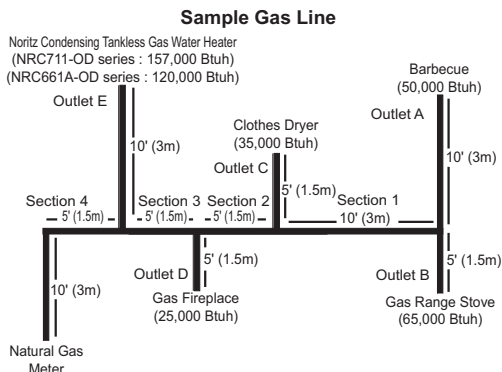 Sample Gas Line
Noritz Condensing Tankless Gas Water Heater
(NRC711-OD series : 157,000 Btuh)
(NRC661A-OD series : 120,000 Btuh)
Outlet E
10' (3m)
Barbecue
(50,000 Btuh)
Outlet A
10' (3m)
Clothes Dryer
(35,000 Btuh)
Outlet C
5' (1.5m)
Section 4
5' (1.5m)
Section 3
5' (1.5m)
Section 2
5' (1.5m)
Section 1
10' (3m)
10' (3m)
Natural Gas
Meter
5' (1.5m)
Outlet D
Gas Fireplace
(25,000 Btuh)
5' (1.5m)
Outlet B
Gas Range Stove
(65,000 Btuh)